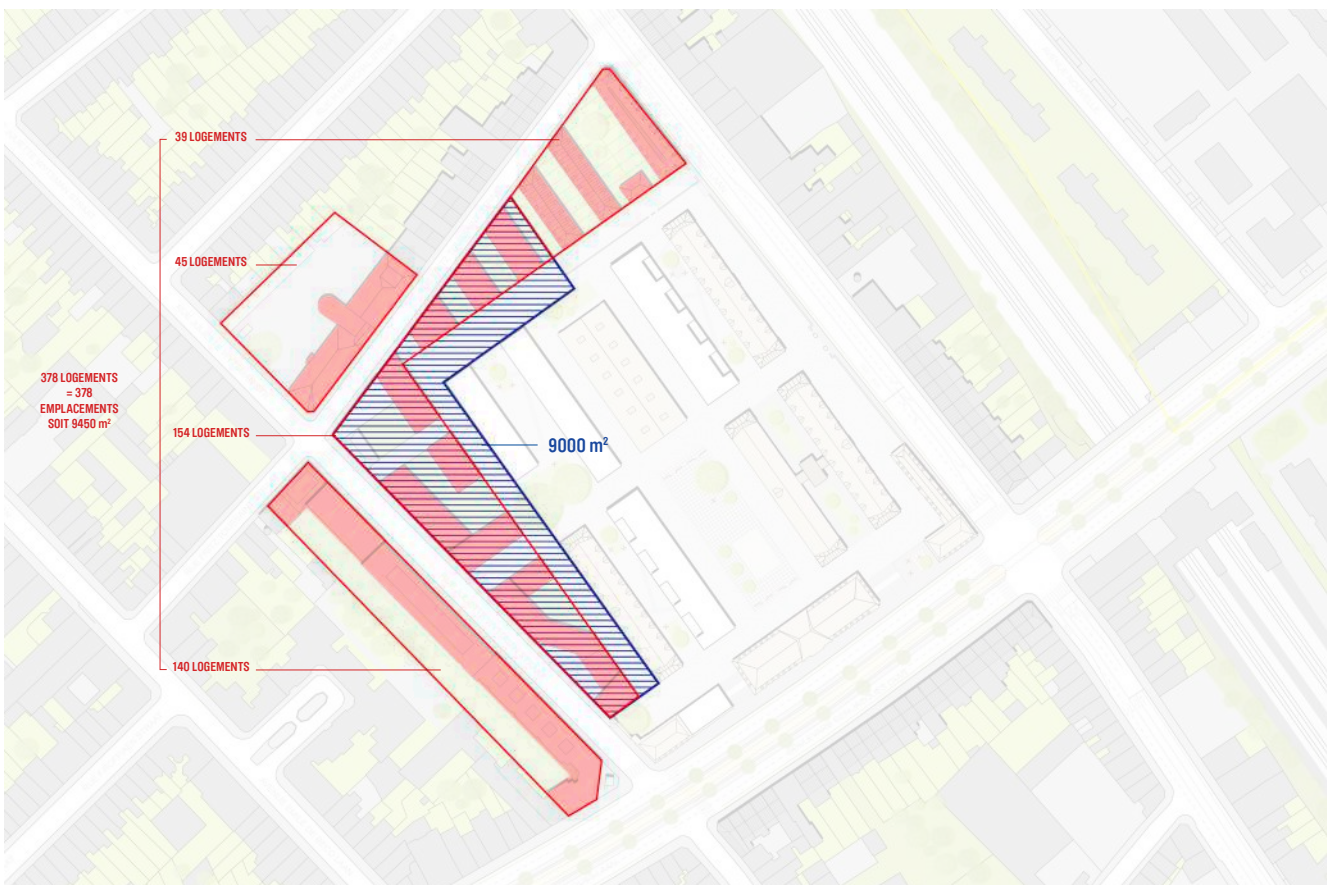 39 LOGEMENTS
45 LOGEMENTS
378 LOGEMENTS
= 378
EMPLACEMENTS
SOIT 9450 m²
154 LOGEMENTS
9000 m²
140 LOGEMENTS